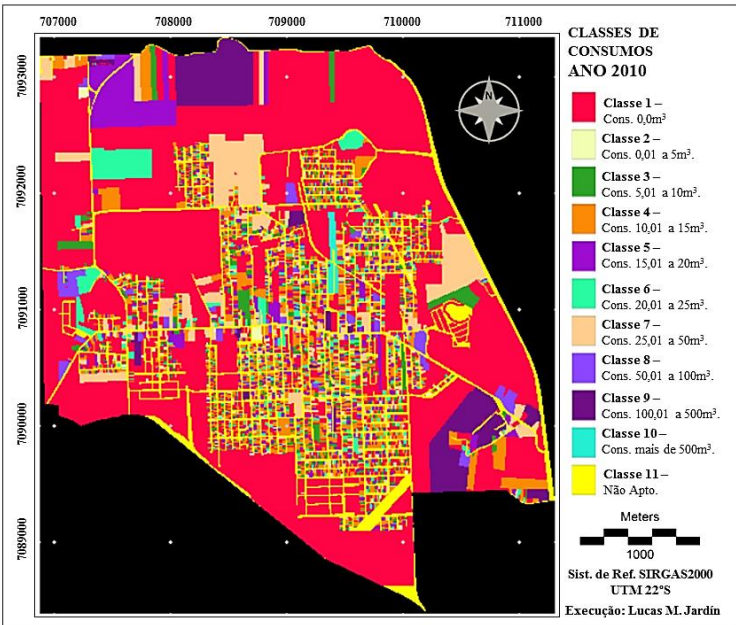 707000 708000 709000 710000 711000
7093000
7092000
7091000
7090000
7089000
N
CLASSES DE
CONSUMOS
ANO 2010
Classe 1 –
Cons. 0,0m³
Classe 2 –
Cons. 0,01 a 5m³.
Classe 3 –
Cons. 5,01 a 10m³.
Classe 4 –
Cons. 10,01 a 15m³.
Classe 5 –
Cons. 15,01 a 20m³.
Classe 6 –
Cons. 20,01 a 25m³.
Classe 7 –
Cons. 25,01 a 50m³.
Classe 8 –
Cons. 50,01 a 100m³.
Classe 9 –
Cons. 100,01 a 500m³.
Classe 10 –
Cons. mais de 500m³.
Classe 11 –
Não Apto.
Meters
1000
Sist. de Ref. SIRGAS2000
UTM 22°S
Execução: Lucas M. Jardín